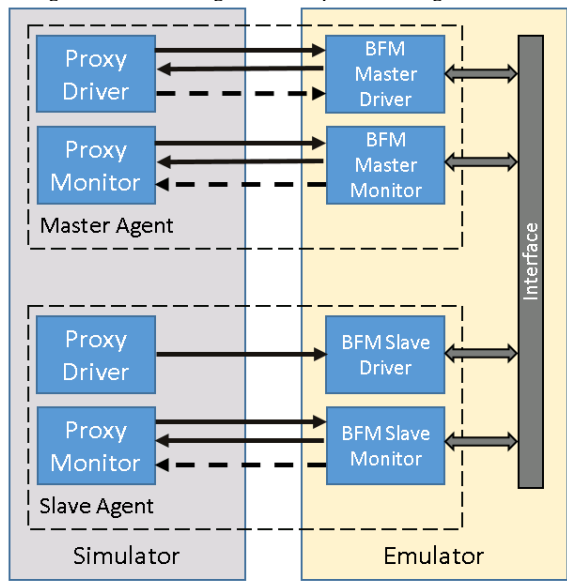 Proxy
Driver
BFM
Master
Driver
Proxy
Monitor
BFM
Master
Monitor
Master Agent
Interface
Proxy
Driver
BFM Slave
Driver
Proxy
Monitor
BFM Slave
Monitor
Slave Agent
Simulator
Emulator